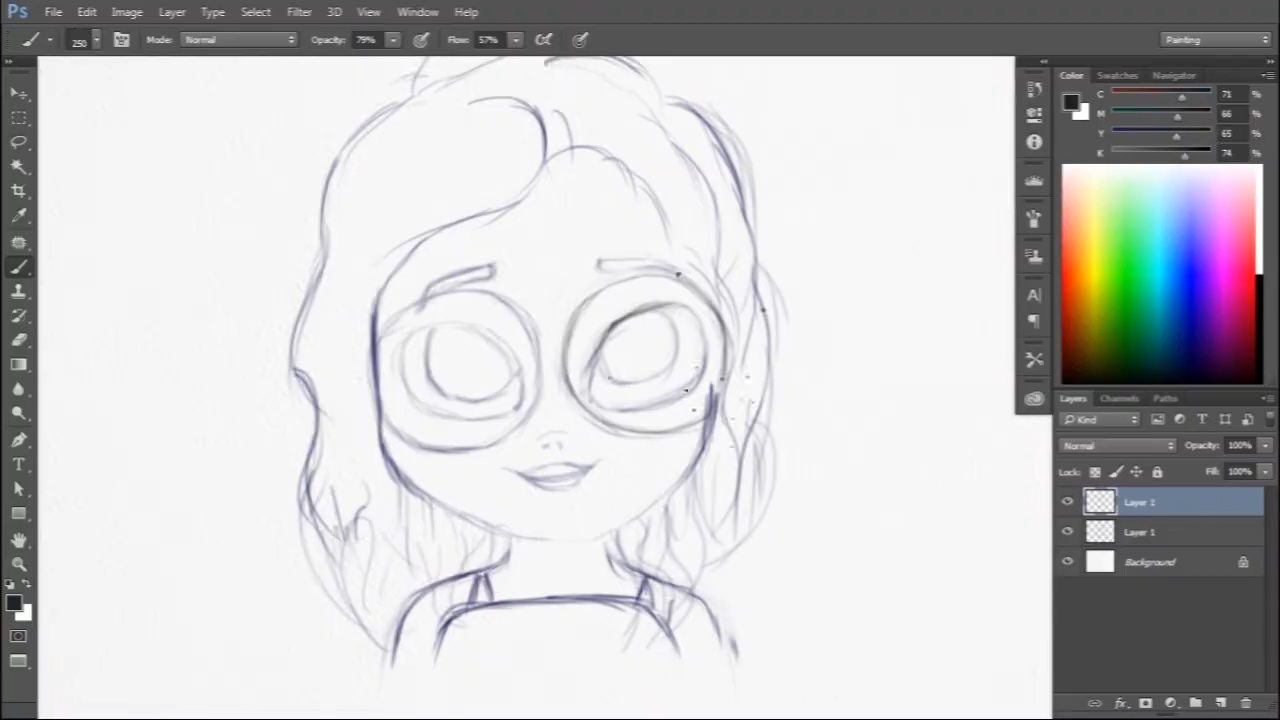 Ps File Edit Image Layer Type Select Filter 3D View Window Help
250 Mode: Normal Opacity: 79% Flow: 57% Painting
Color Swatches Navigator
C 71 %
M 66 %
Y 65 %
K 74 %
Layers Channels Paths
Kind
Normal Opacity: 100%
Lock: Fill: 100%
Layer 2
Layer 1
Background